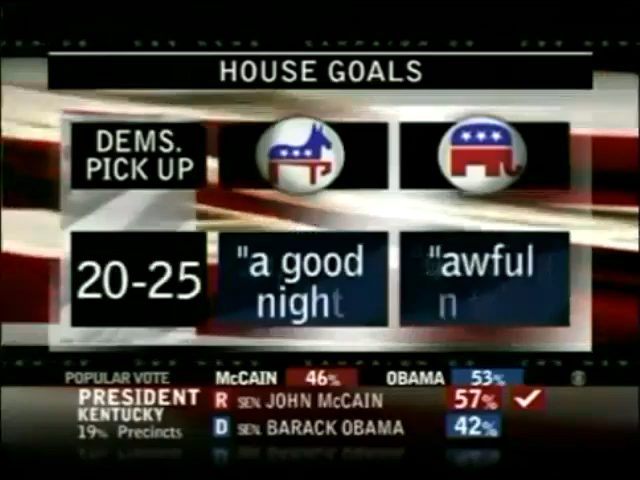 HOUSE GOALS
DEMS.
PICK UP
20-25
"a good
night
"awful
n
POPULAR VOTE McCAIN 46% OBAMA 53%
PRESIDENT R SEN. JOHN McCAIN 57%
KENTUCKY
19% Precincts D SEN. BARACK OBAMA 42%